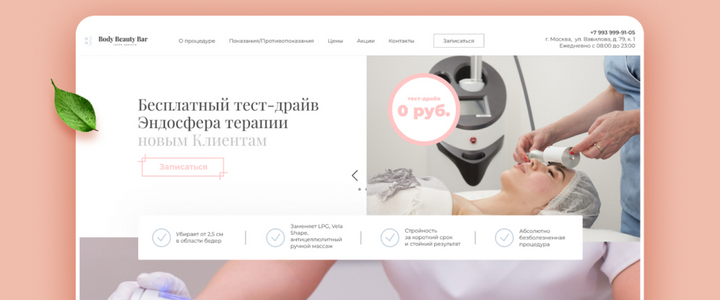 Body Beauty Bar
О процедуре
Показания/Противопоказания
Цены
Акции
Контакты
Записаться
+7 993 999-91-05
г. Москва, ул. Вавилова, д. 79, к. 1
Ежедневно с 08:00 до 23:00
Бесплатный тест-драйв
Эндосфера терапии
новым Клиентам
Записаться
тест-драйв
0 руб.
Убирает от 2,5 см
в области бедер
Заменяет LPG, Vela
Shape,
антицеллюлитный
ручной массаж
Стройность
за короткий срок
и стойкий результат
Абсолютно
безболезненная
процедура